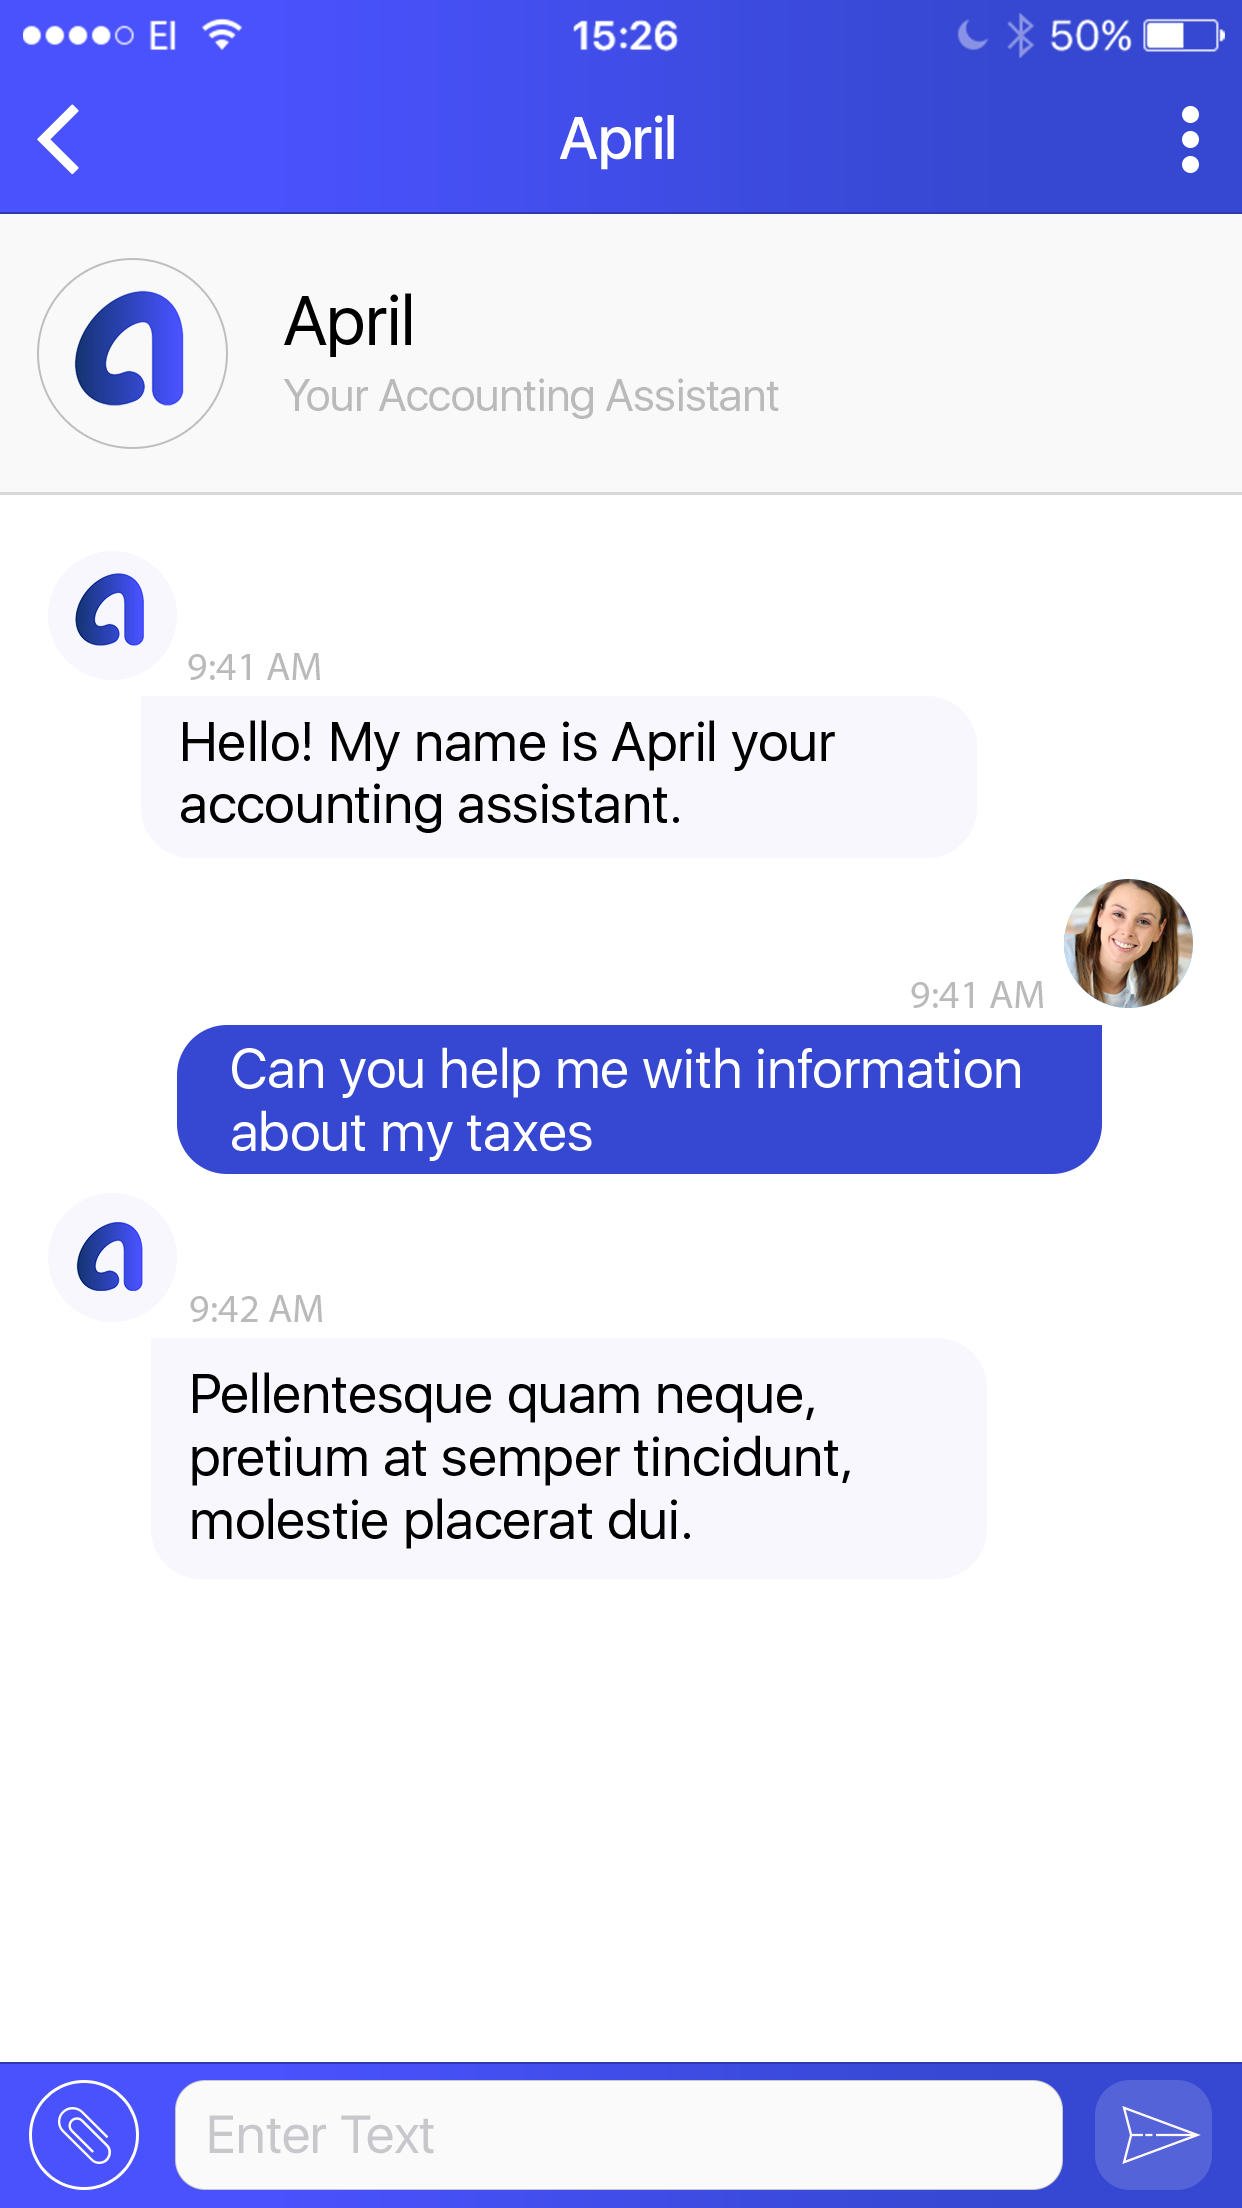 EI 15:26 50%
April
April
Your Accounting Assistant
9:41 AM
Hello! My name is April your
accounting assistant.
9:41 AM
Can you help me with information
about my taxes
9:42 AM
Pellentesque quam neque,
pretium at semper tincidunt,
molestie placerat dui.
Enter Text